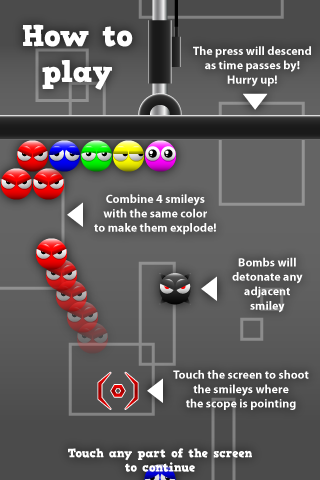 How to
play
The press will descend
as time passes by!
Hurry up!
Combine 4 smileys
with the same color
to make them explode!
Bombs will
detonate any
adjacent
smiley
Touch the screen to shoot
the smileys where
the scope is pointing
Touch any part of the screen
to continue